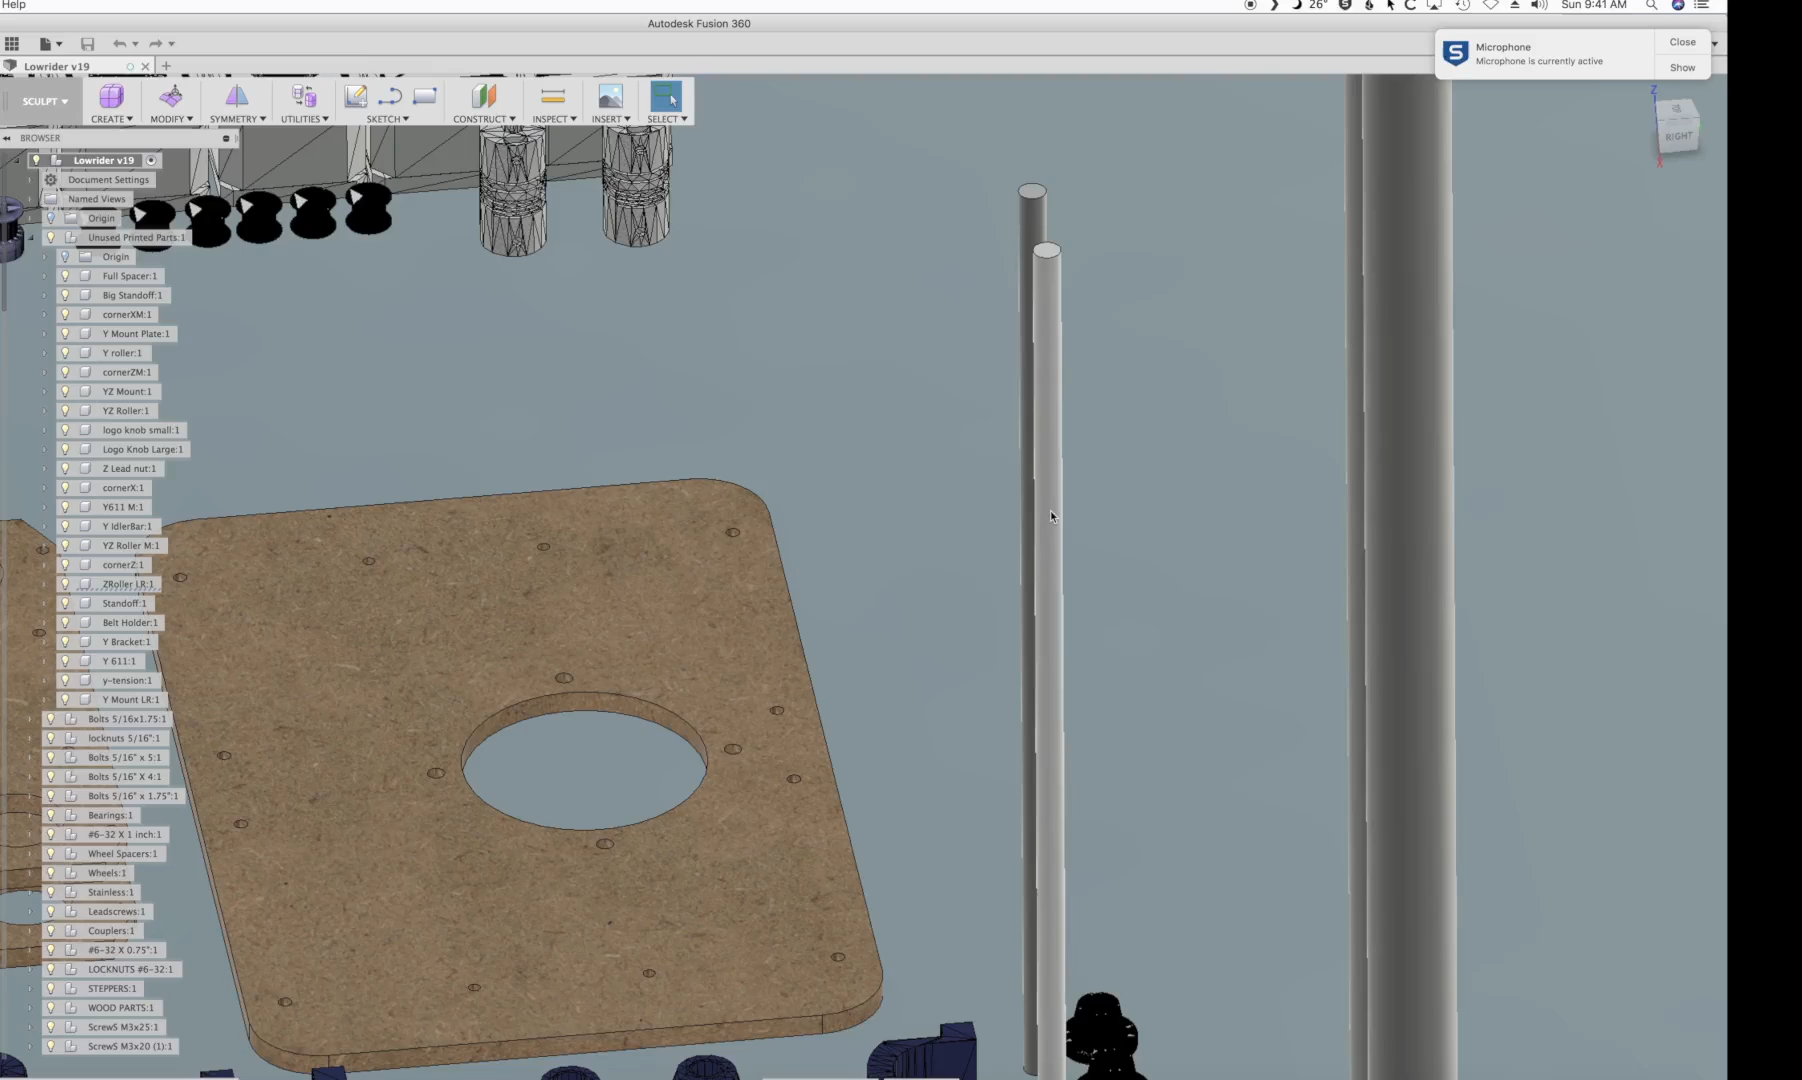 Help
26°
Sun 9:41 AM
Autodesk Fusion 360
Microphone
Microphone is currently active
Close
Show
Lowrider v19
SCULPT
CREATE
MODIFY
SYMMETRY
UTILITIES
SKETCH
CONSTRUCT
INSPECT
INSERT
SELECT
Z
RIGHT
X
BROWSER
Lowrider v19
Document Settings
Named Views
Origin
Unused Printed Parts:1
Origin
Full Spacer:1
Big Standoff:1
cornerXM:1
Y Mount Plate:1
Y roller:1
cornerZM:1
YZ Mount:1
YZ Roller:1
logo knob small:1
Logo Knob Large:1
Z Lead nut:1
cornerX:1
Y611 M:1
Y IdlerBar:1
YZ Roller M:1
cornerZ:1
ZRoller LR:1
Standoff:1
Belt Holder:1
Y Bracket:1
Y 611:1
y-tension:1
Y Mount LR:1
Bolts 5/16x1.75:1
locknuts 5/16":1
Bolts 5/16" x 5:1
Bolts 5/16" X 4:1
Bolts 5/16" x 1.75":1
Bearings:1
#6-32 X 1 inch:1
Wheel Spacers:1
Wheels:1
Stainless:1
Leadscrews:1
Couplers:1
#6-32 X 0.75":1
LOCKNUTS #6-32:1
STEPPERS:1
WOOD PARTS:1
ScrewS M3x25:1
ScrewS M3x20 (1):1